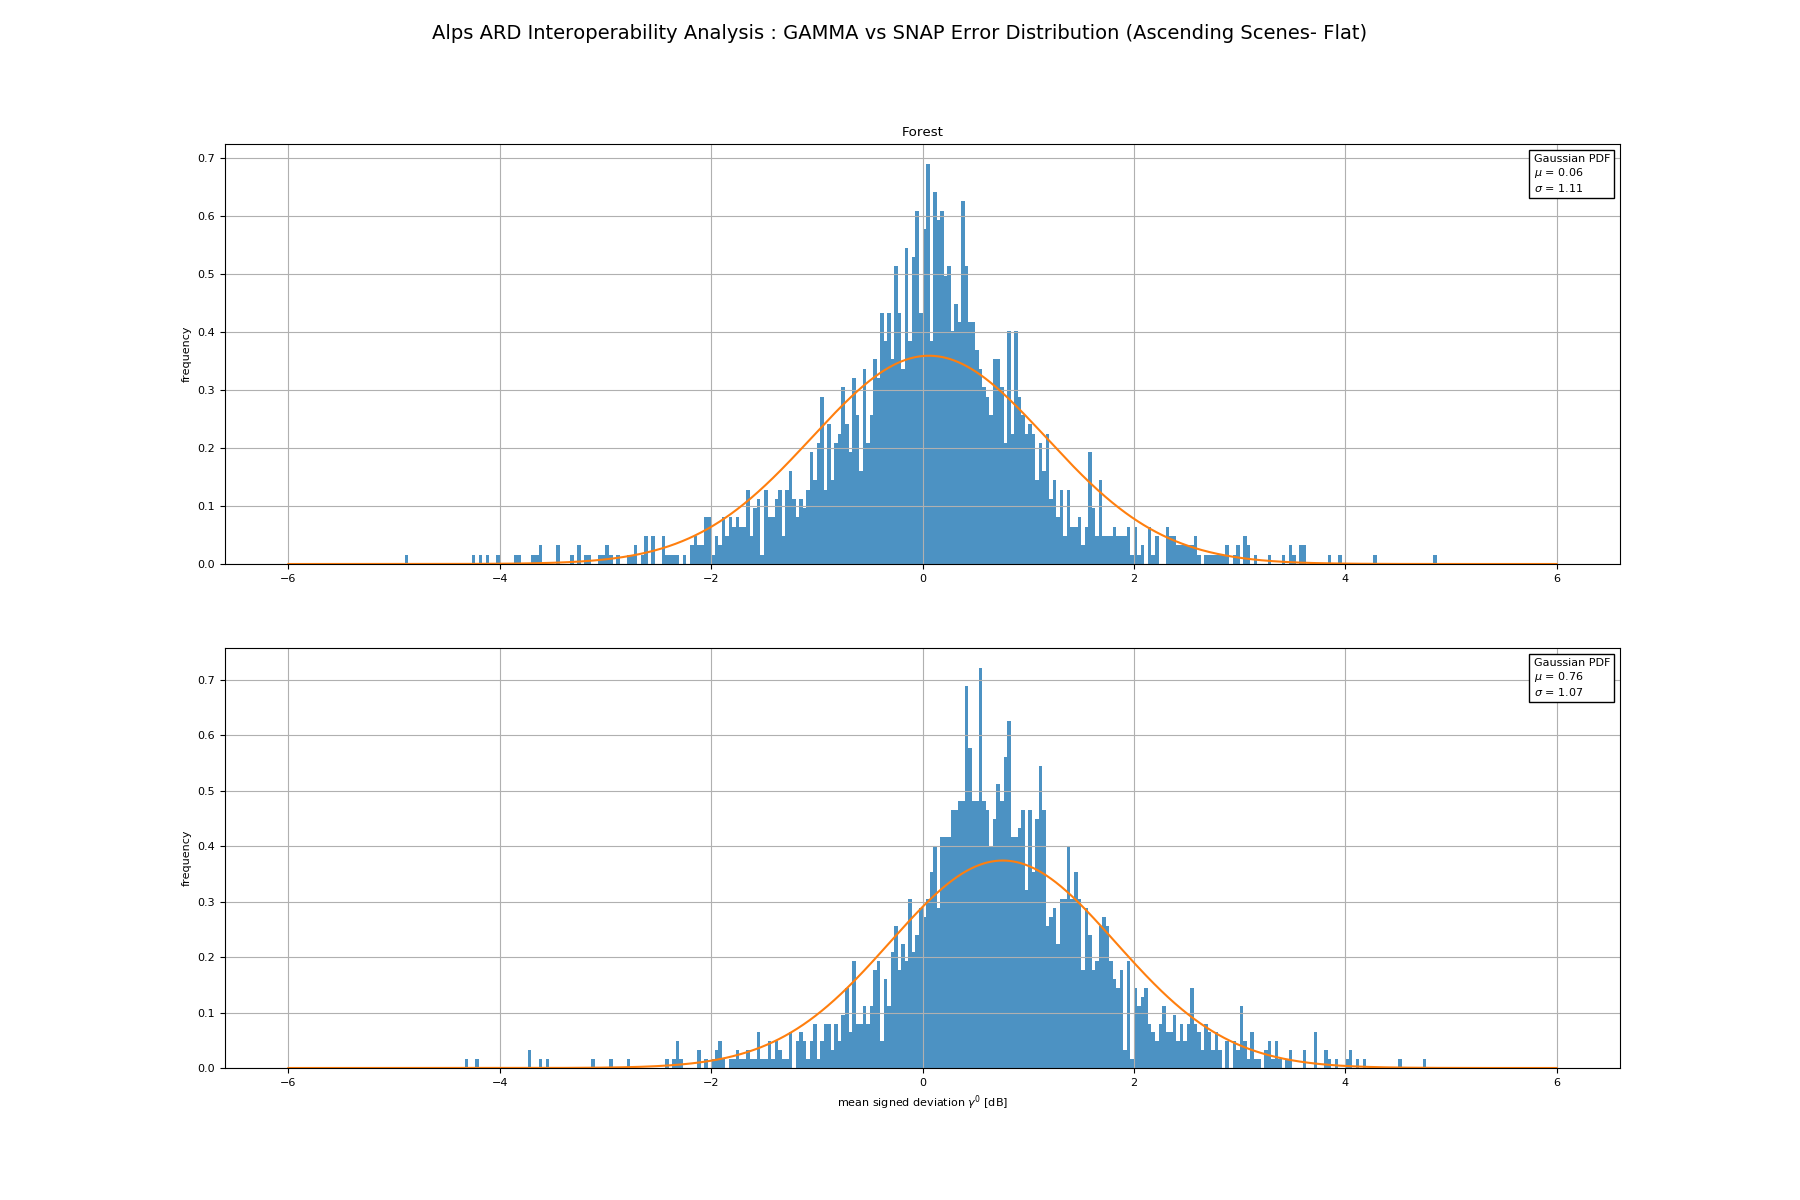 Alps ARD Interoperability Analysis : GAMMA vs SNAP Error Distribution (Ascending Scenes- Flat)
Forest
Gaussian PDF
μ = 0.06
σ = 1.11
frequency
0.7
0.6
0.5
0.4
0.3
0.2
0.1
0.0
−6 −4 −2 0 2 4 6
Gaussian PDF
μ = 0.76
σ = 1.07
frequency
0.7
0.6
0.5
0.4
0.3
0.2
0.1
0.0
−6 −4 −2 0 2 4 6
mean signed deviation γ⁰ [dB]